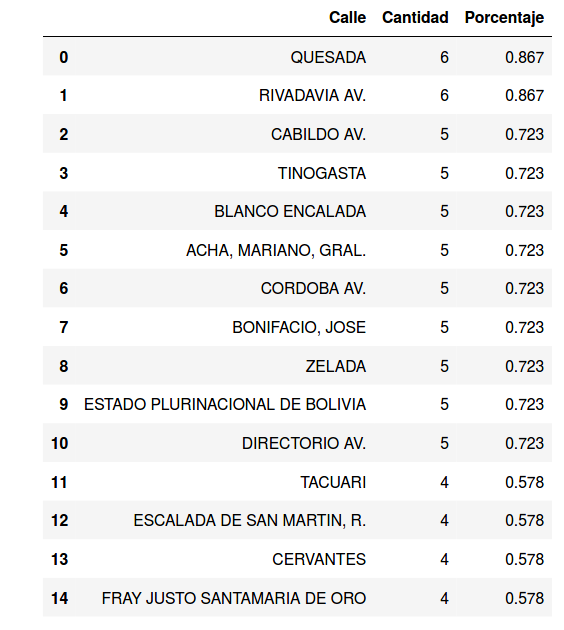 Calle Cantidad Porcentaje
0 QUESADA 6 0.867
1 RIVADAVIA AV. 6 0.867
2 CABILDO AV. 5 0.723
3 TINOGASTA 5 0.723
4 BLANCO ENCALADA 5 0.723
5 ACHA, MARIANO, GRAL. 5 0.723
6 CORDOBA AV. 5 0.723
7 BONIFACIO, JOSE 5 0.723
8 ZELADA 5 0.723
9 ESTADO PLURINACIONAL DE BOLIVIA 5 0.723
10 DIRECTORIO AV. 5 0.723
11 TACUARI 4 0.578
12 ESCALADA DE SAN MARTIN, R. 4 0.578
13 CERVANTES 4 0.578
14 FRAY JUSTO SANTAMARIA DE ORO 4 0.578